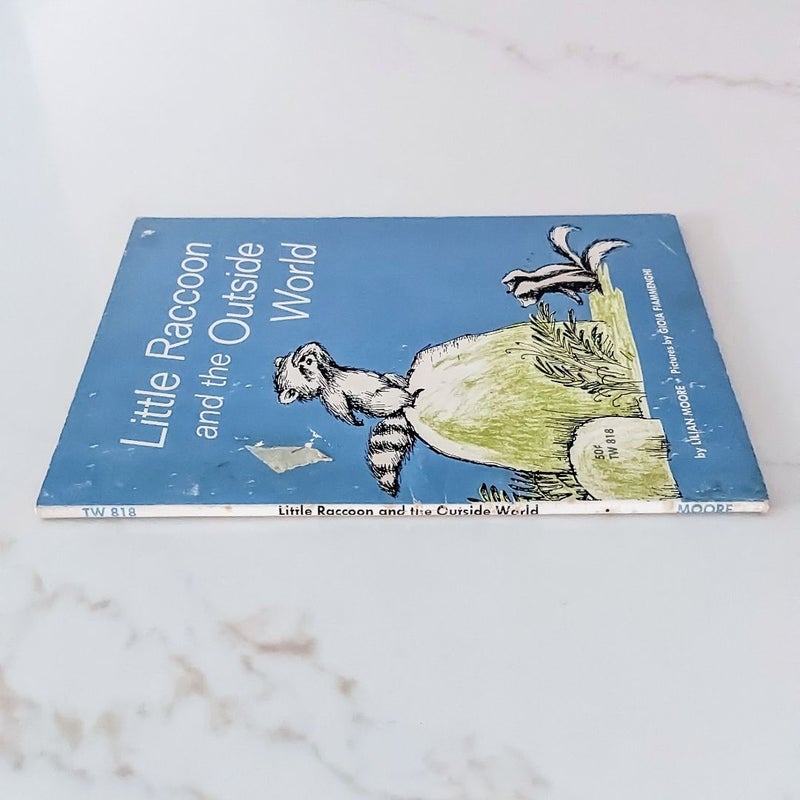 Little Raccoon
and the Outside
World
50¢
TW 818
by LILIAN MOORE • Pictures by GIOIA FIAMMENGHI
TW 818
Little Raccoon and the Outside World
MOORE